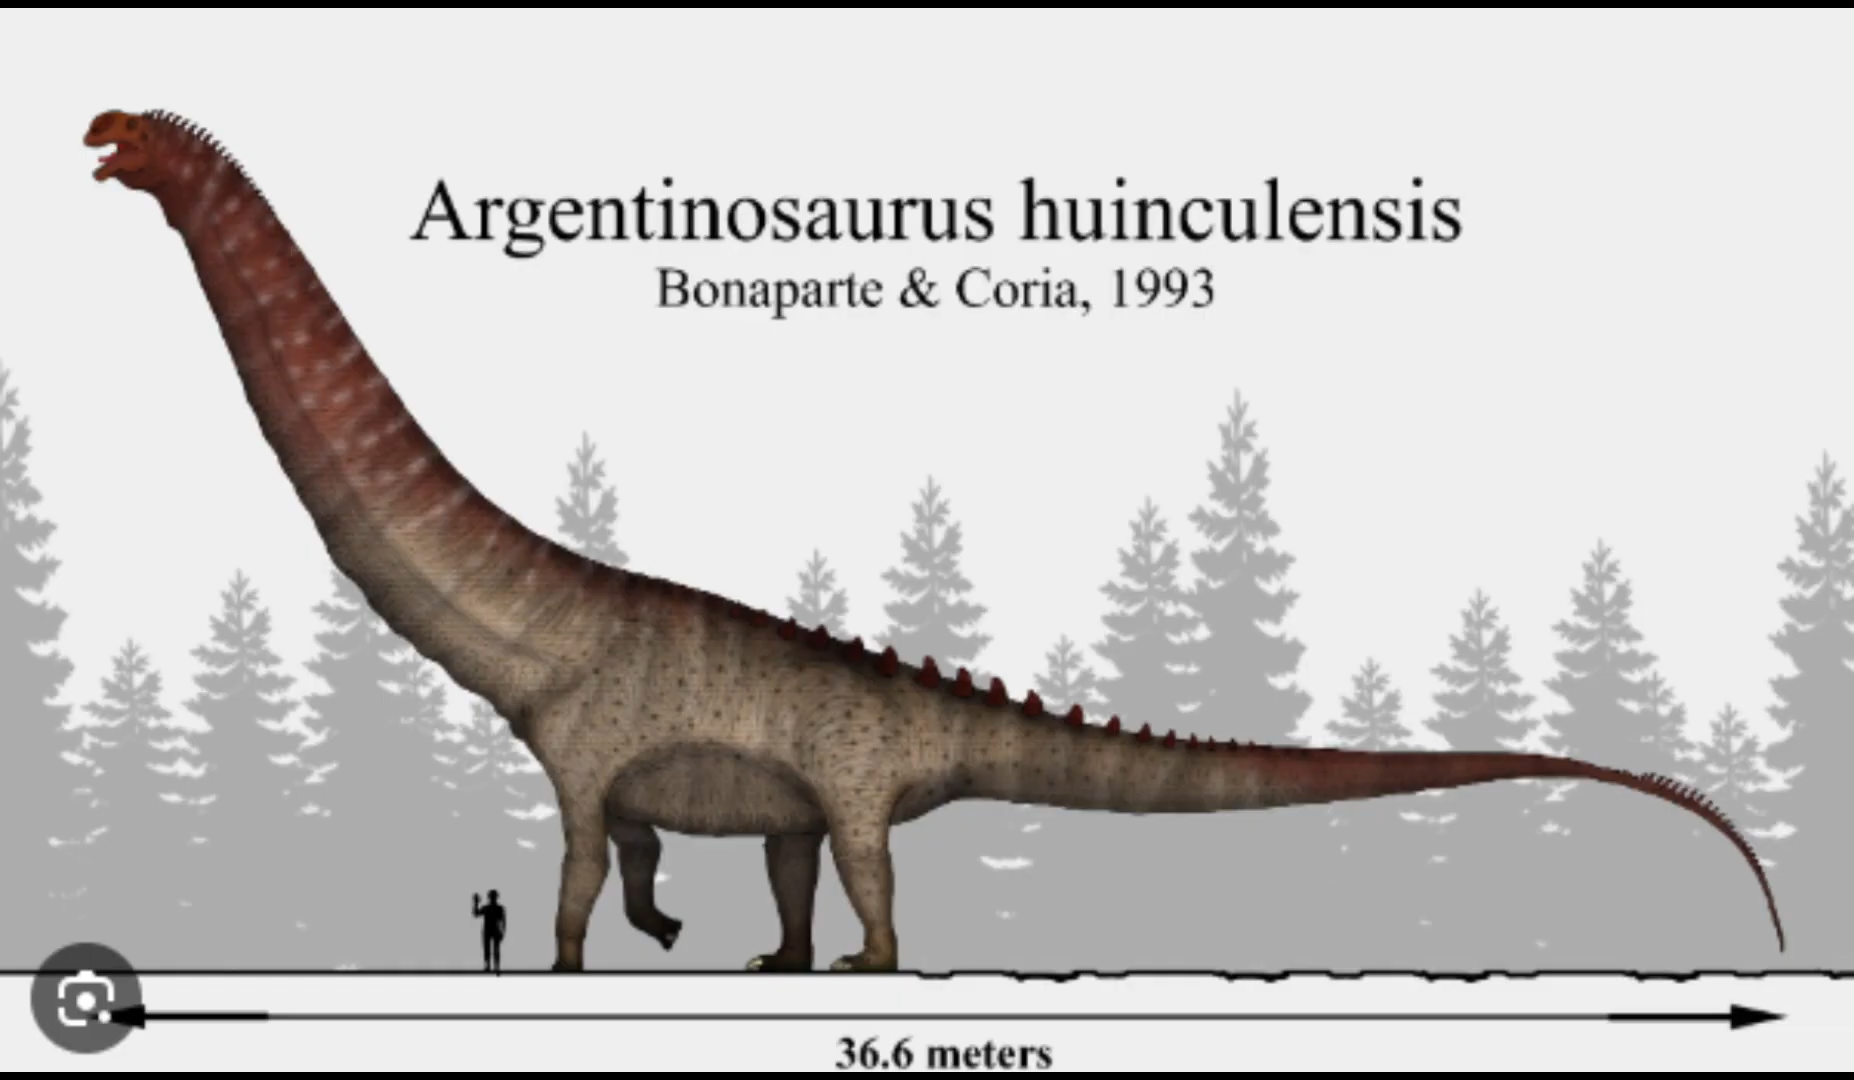 Argentinosaurus huinculensis
Bonaparte & Coria, 1993
36.6 meters